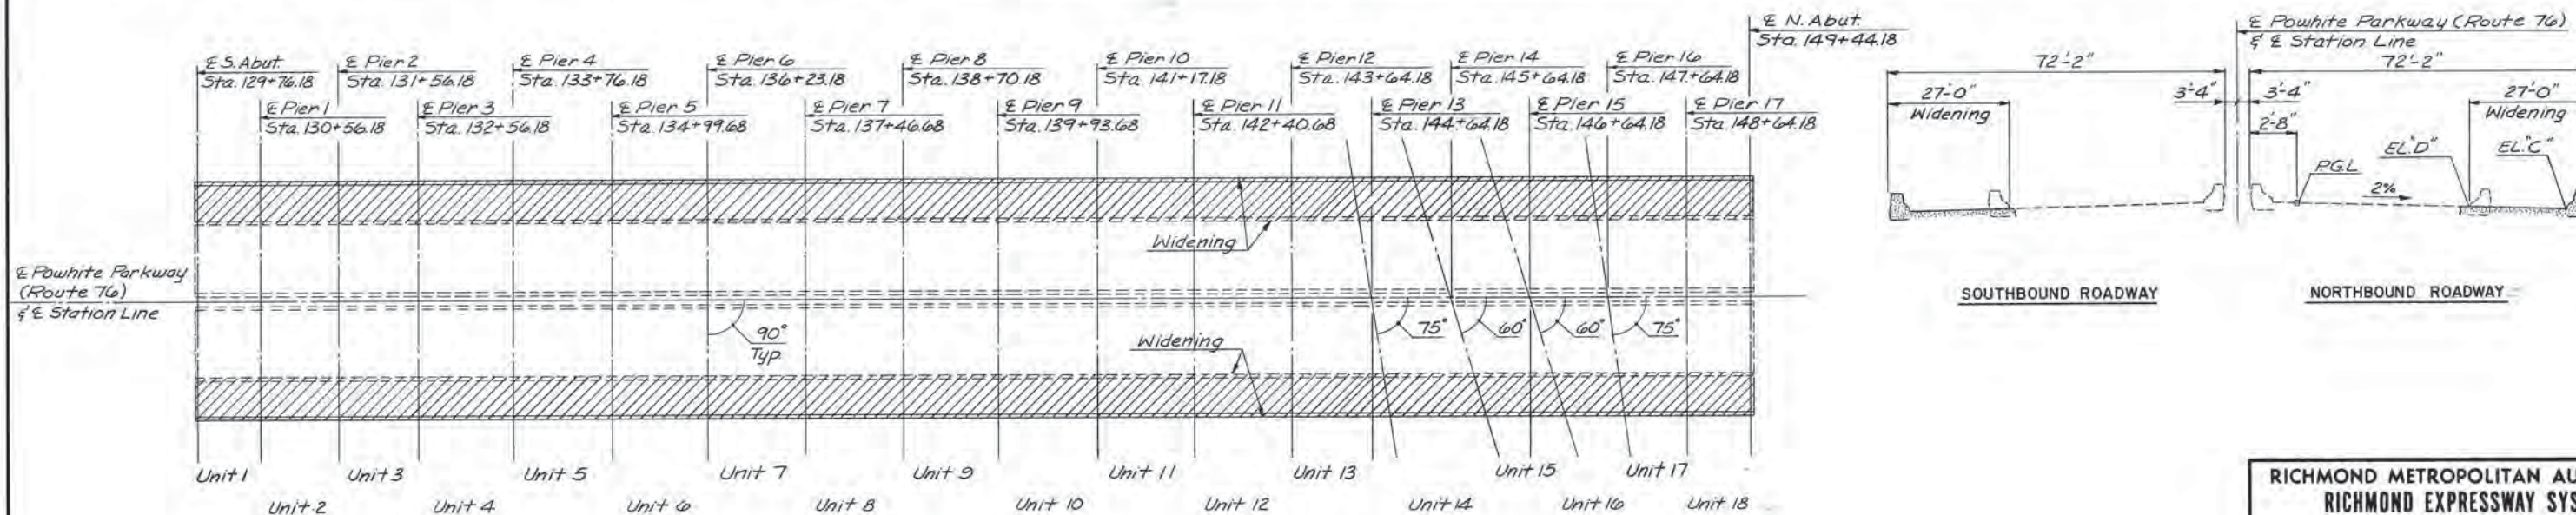 ℄ S. Abut.
Sta. 129+76.18
℄ Pier 1
Sta. 130+56.18
℄ Pier 2
Sta. 131+56.18
℄ Pier 3
Sta. 132+56.18
℄ Pier 4
Sta. 133+76.18
℄ Pier 5
Sta. 134+99.68
℄ Pier 6
Sta. 136+23.18
℄ Pier 7
Sta. 137+46.68
℄ Pier 8
Sta. 138+70.18
℄ Pier 9
Sta. 139+93.68
℄ Pier 10
Sta. 141+17.18
℄ Pier 11
Sta. 142+40.68
℄ Pier 12
Sta. 143+64.18
℄ Pier 13
Sta. 144+64.18
℄ Pier 14
Sta. 145+64.18
℄ Pier 15
Sta. 146+64.18
℄ Pier 16
Sta. 147+64.18
℄ Pier 17
Sta. 148+64.18
℄ N. Abut.
Sta. 149+44.18
Widening
℄ Powhite Parkway
(Route 76)
& ℄ Station Line
90°
Typ.
75°
60°
60°
75°
Widening
Unit 1
Unit 2
Unit 3
Unit 4
Unit 5
Unit 6
Unit 7
Unit 8
Unit 9
Unit 10
Unit 11
Unit 12
Unit 13
Unit 14
Unit 15
Unit 16
Unit 17
Unit 18
℄ Powhite Parkway (Route 76)
& ℄ Station Line
72'-2"
72'-2"
27'-0"
Widening
3'-4"
3'-4"
27'-0"
Widening
2'-8"
P.G.L.
EL."D"
EL."C"
2%
SOUTHBOUND ROADWAY
NORTHBOUND ROADWAY
RICHMOND METROPOLITAN AU
RICHMOND EXPRESSWAY SYS